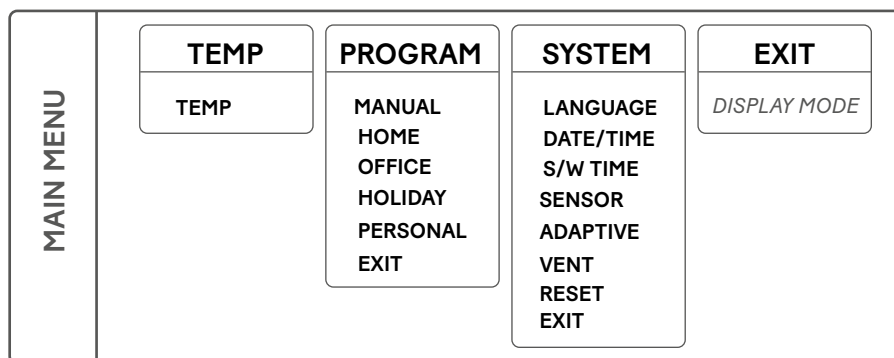 MAIN MENU
TEMP
TEMP
PROGRAM
MANUAL
HOME
OFFICE
HOLIDAY
PERSONAL
EXIT
SYSTEM
LANGUAGE
DATE/TIME
S/W TIME
SENSOR
ADAPTIVE
VENT
RESET
EXIT
EXIT
DISPLAY MODE